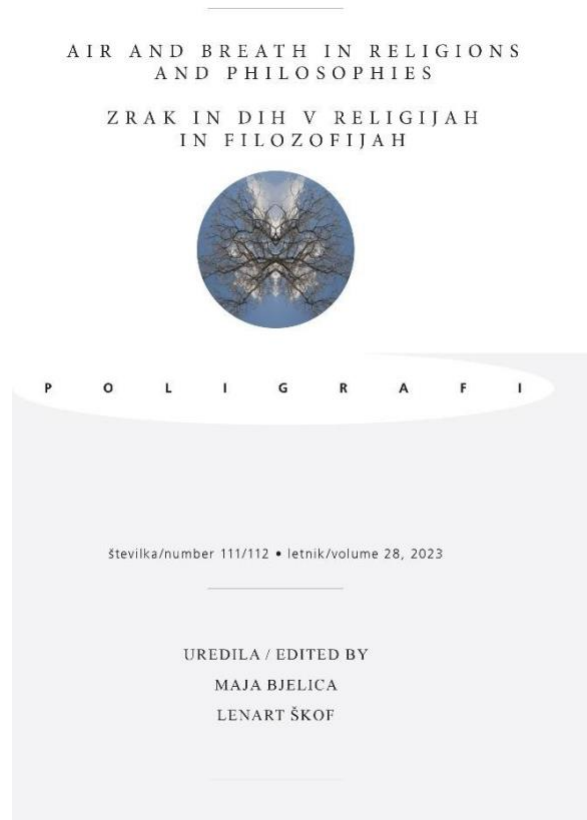 AIR AND BREATH IN RELIGIONS
AND PHILOSOPHIES
ZRAK IN DIH V RELIGIJAH
IN FILOZOFIJAH
POLIGRAFI
številka/number 111/112 • letnik/volume 28, 2023
UREDILA / EDITED BY
MAJA BJELICA
LENART ŠKOF